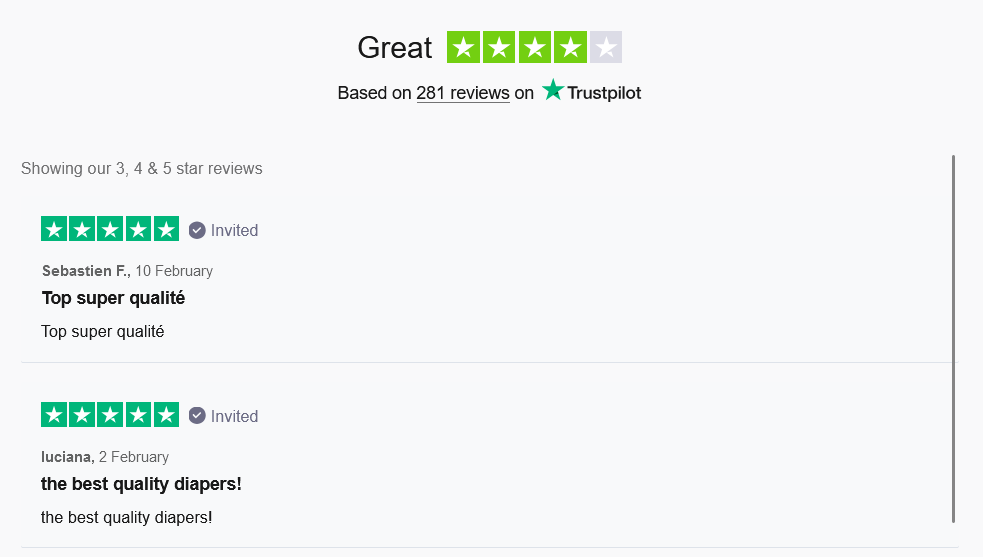 Great
Based on 281 reviews on Trustpilot
Showing our 3, 4 & 5 star reviews
Invited
Sebastien F., 10 February
Top super qualité
Top super qualité
Invited
luciana, 2 February
the best quality diapers!
the best quality diapers!